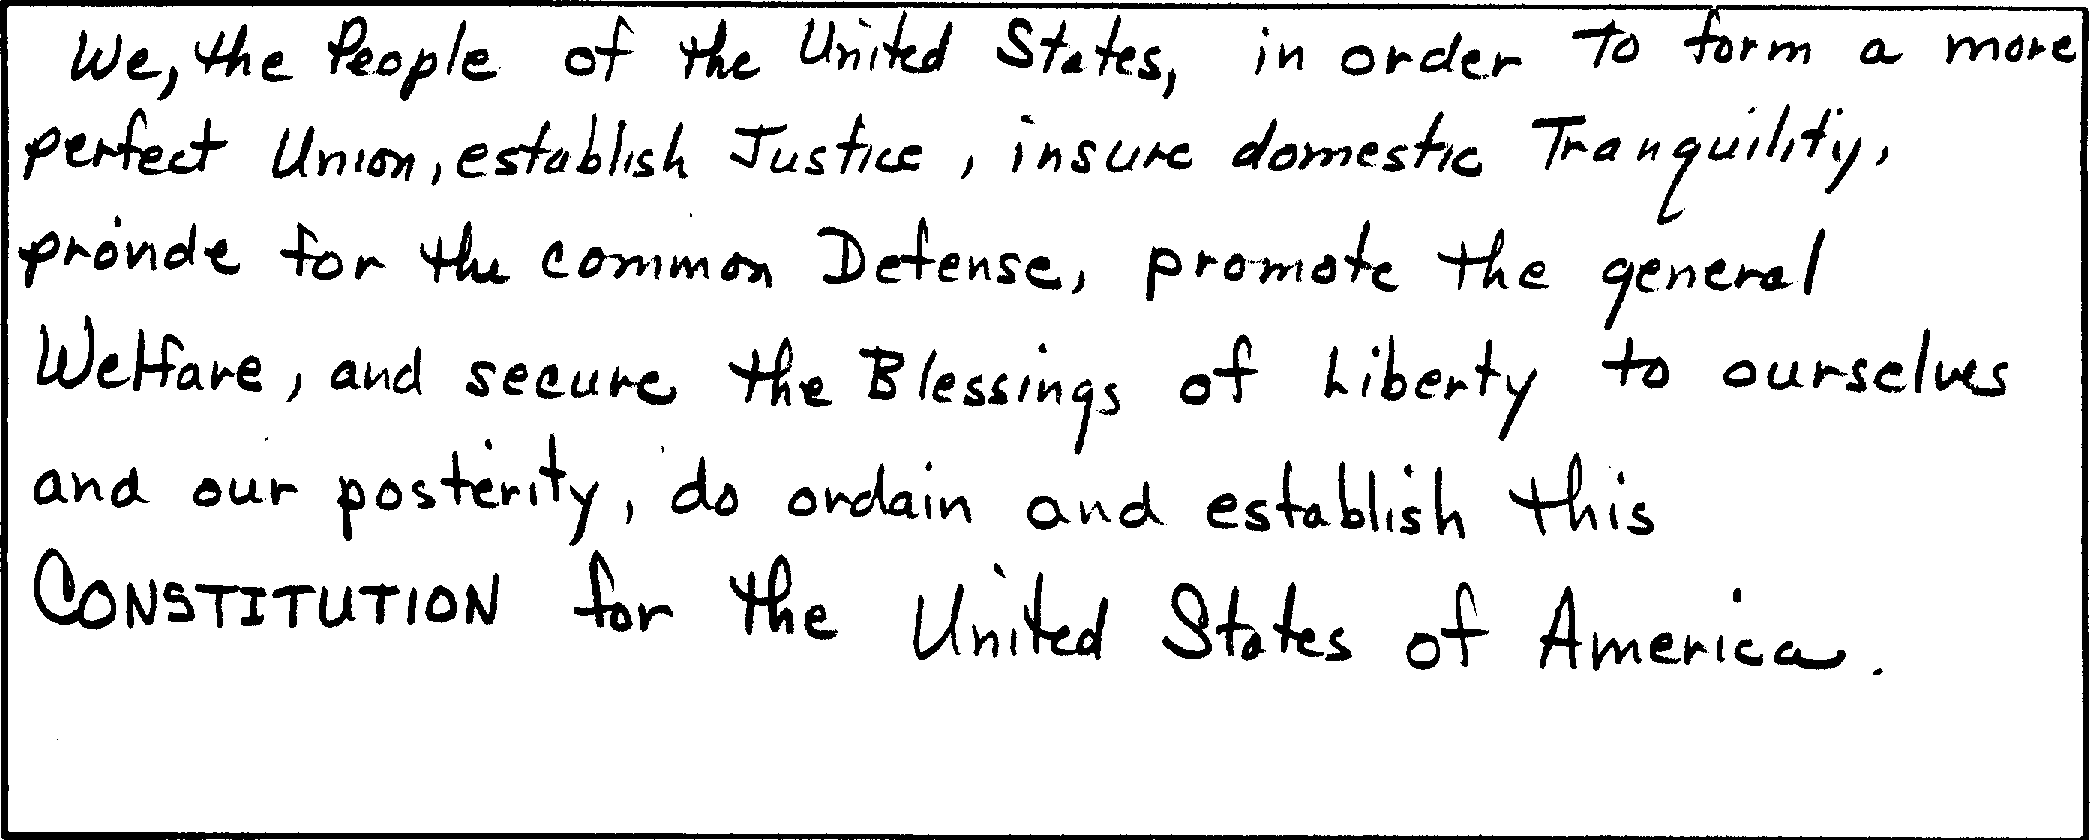 We, the People of the United States, in order to form a more
perfect Union, establish Justice, insure domestic Tranquility,
provide for the common Defense, promote the general
Welfare, and secure the Blessings of Liberty to ourselves
and our posterity, do ordain and establish this
CONSTITUTION for the United States of America.